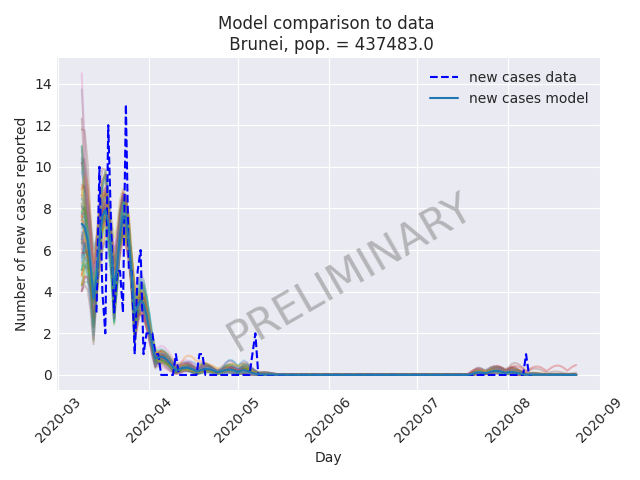 Model comparison to data
Brunei, pop. = 437483.0
new cases data
new cases model
Number of new cases reported
14
12
10
8
6
4
2
0
PRELIMINARY
2020-03
2020-04
2020-05
2020-06
2020-07
2020-08
2020-09
Day